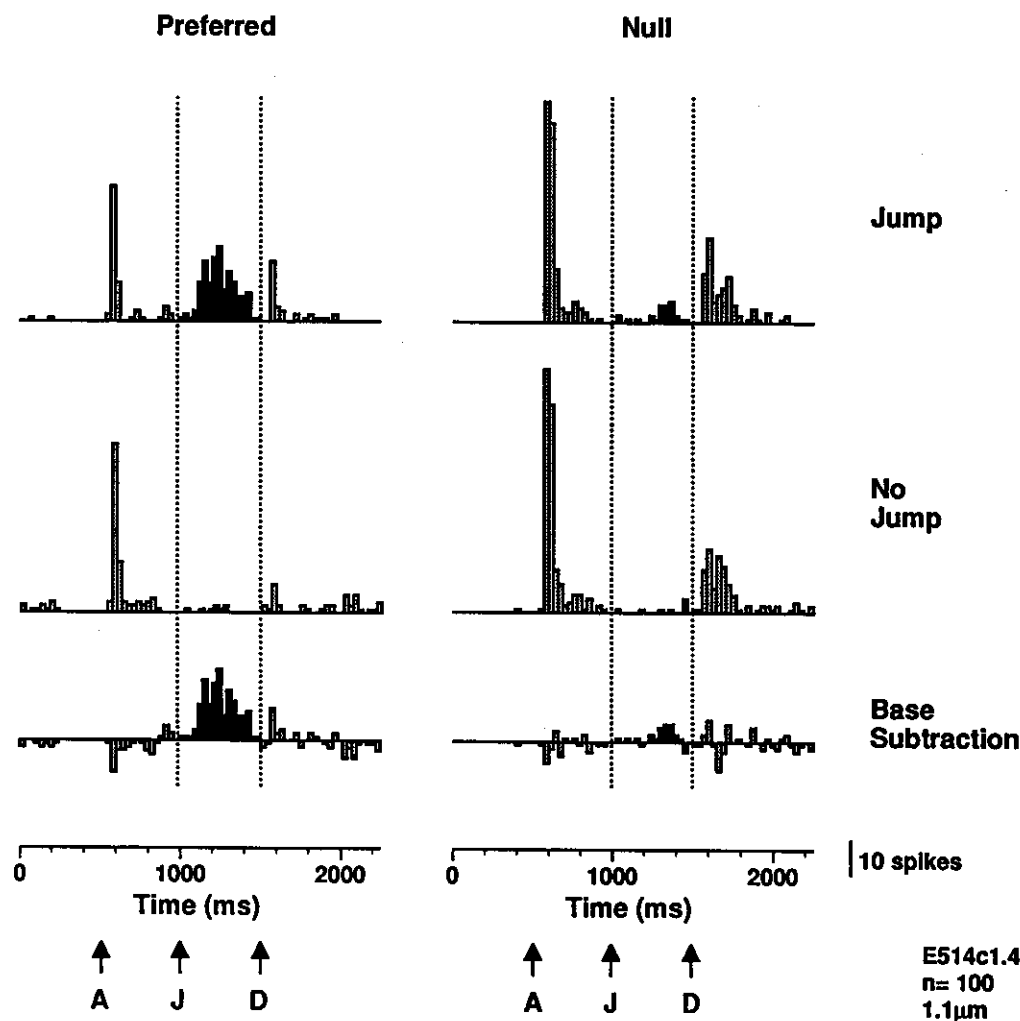 Preferred
Null
Jump
No
Jump
Base
Subtraction
10 spikes
0 1000 2000
Time (ms)
0 1000 2000
Time (ms)
A J D
A J D
E514c1.4
n= 100
1.1µm